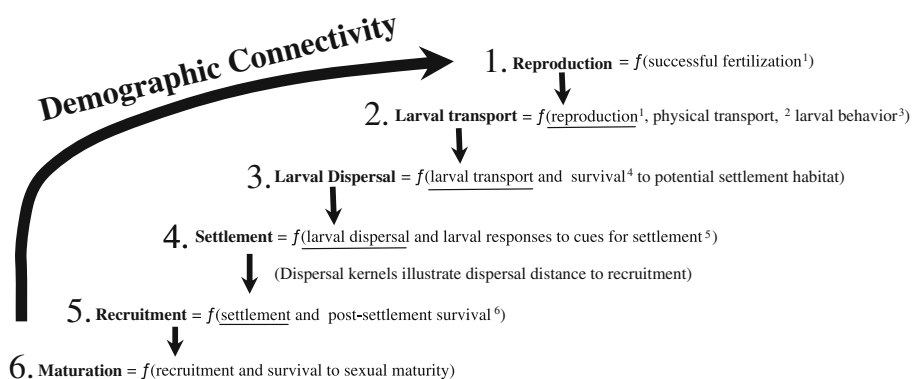 Demographic Connectivity
1. Reproduction = f(successful fertilization¹)
2. Larval transport = f(reproduction¹, physical transport, ² larval behavior³)
3. Larval Dispersal = f(larval transport and survival⁴ to potential settlement habitat)
4. Settlement = f(larval dispersal and larval responses to cues for settlement⁵)
(Dispersal kernels illustrate dispersal distance to recruitment)
5. Recruitment = f(settlement and post-settlement survival⁶)
6. Maturation = f(recruitment and survival to sexual maturity)